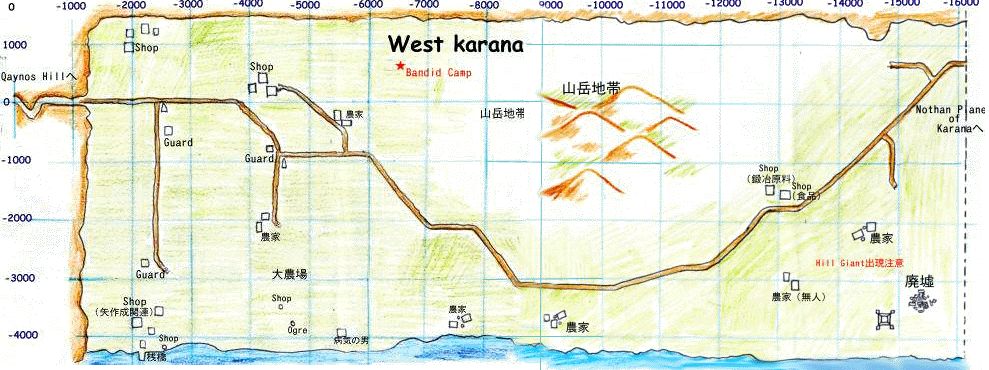 0
-1000
-2000
-3000
-4000
-5000
-6000
-7000
-8000
-9000
-10000
-11000
-12000
-13000
-14000
-15000
-16000
1000
Shop
West karana
Bandid Camp
Qaynos Hillへ
Shop
山岳地帯
0
農家
山岳地帯
Nothan Plane
of
Karanaへ
Guard
Guard
-1000
Shop
(鍛冶原料)
Shop
(食品)
-2000
農家
農家
Guard
大農場
Hill Giant出現注意
-3000
廃墟
Shop
(矢作成関連)
Shop
農家
農家 (無人)
Ogre
農家
-4000
Shop
病気の男
桟橋